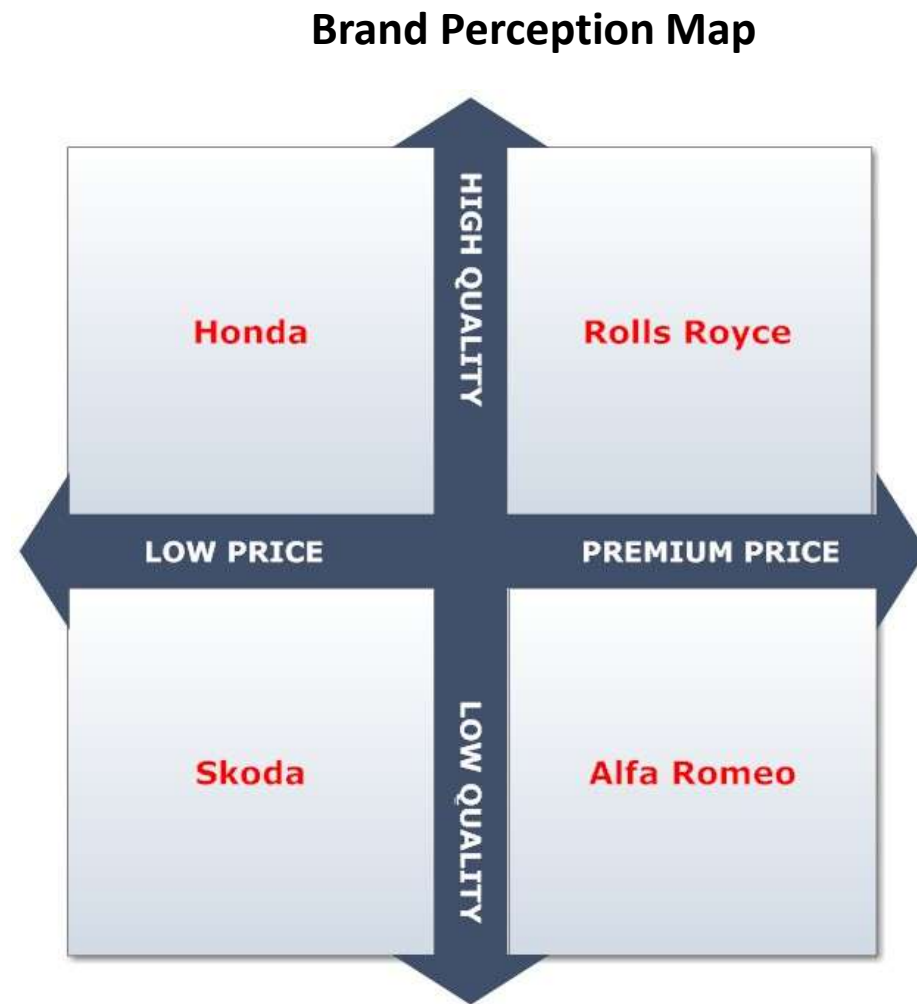 Brand Perception Map
HIGH QUALITY
Honda
Rolls Royce
LOW PRICE
PREMIUM PRICE
Skoda
LOW QUALITY
Alfa Romeo